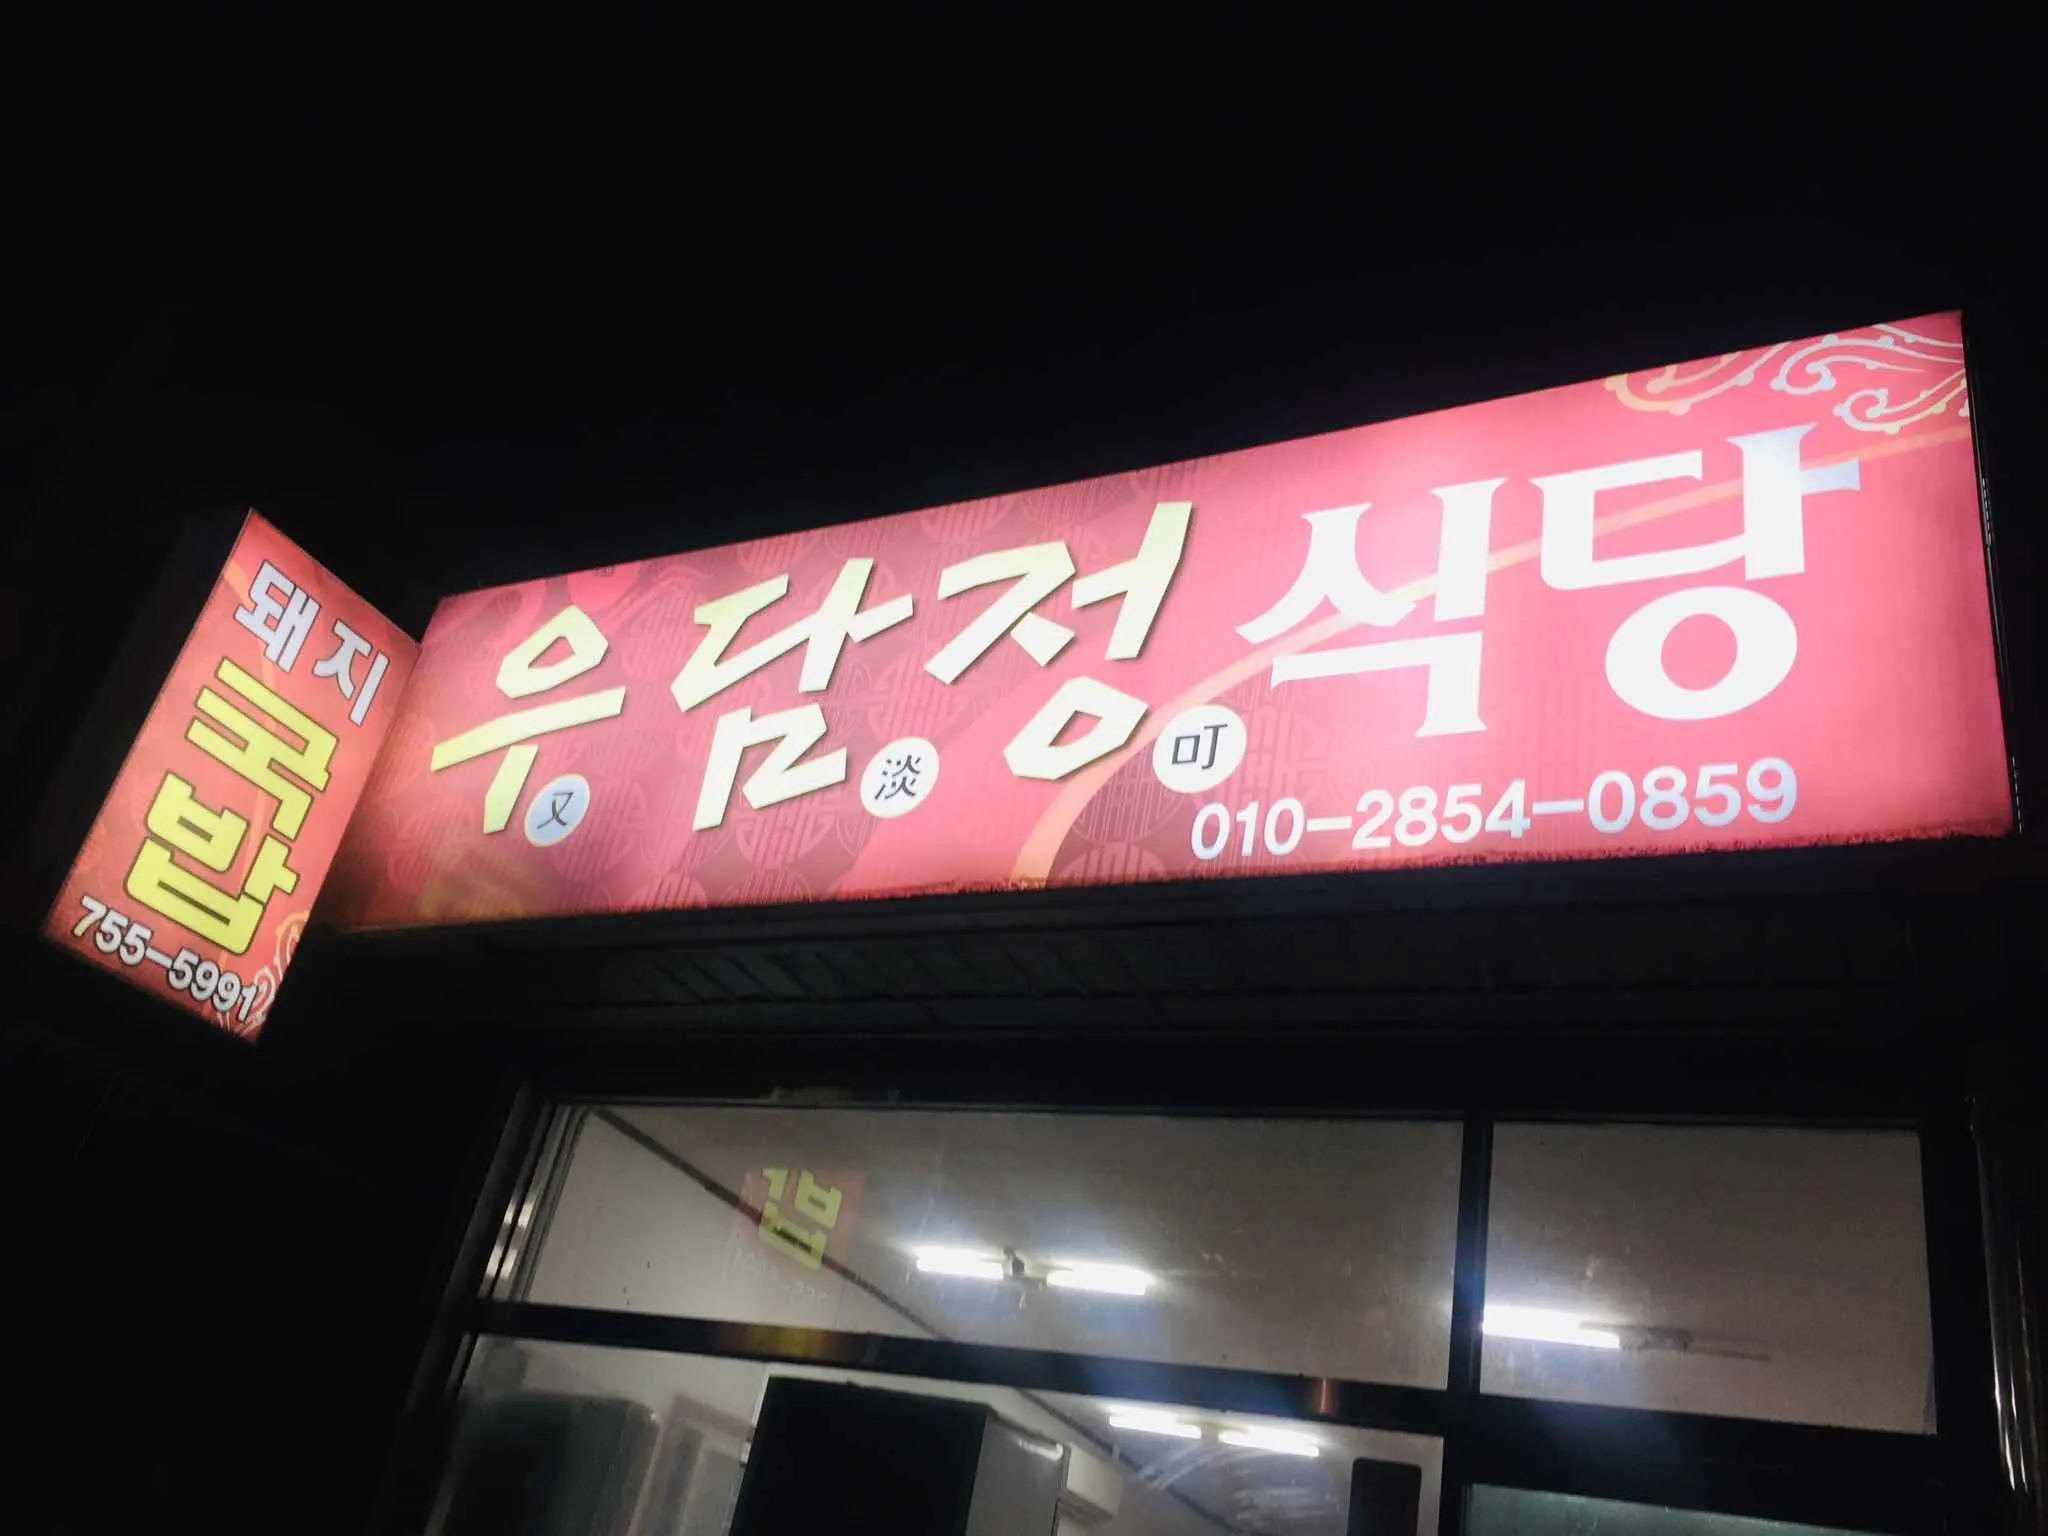 돼지
국밥
755-5991
우담정식당
又 淡 叮
010-2854-0859